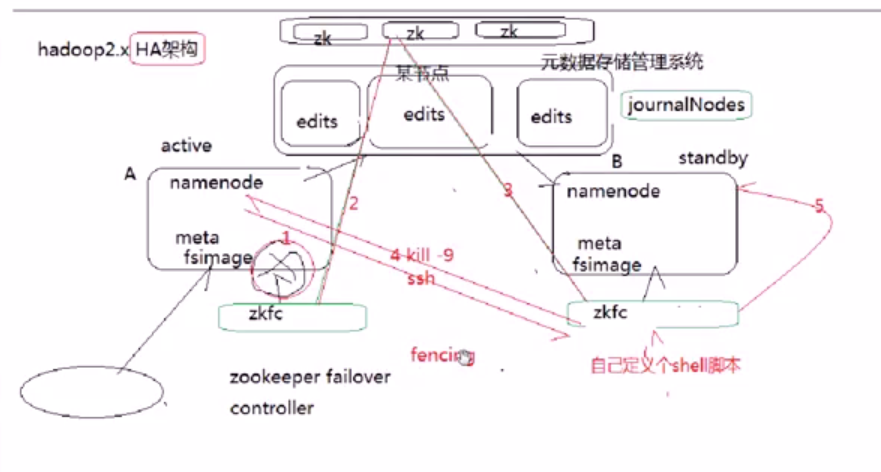 zk
zk
zk
hadoop2.x HA架构
某节点
元数据存储管理系统
edits
edits
edits
journalNodes
active
A
namenode
B
standby
namenode
2
3
5
meta
fsimage
1
4 kill -9
ssh
meta
fsimage
zkfc
zkfc
fencing
自己定义个shell脚本
zookeeper failover
controller